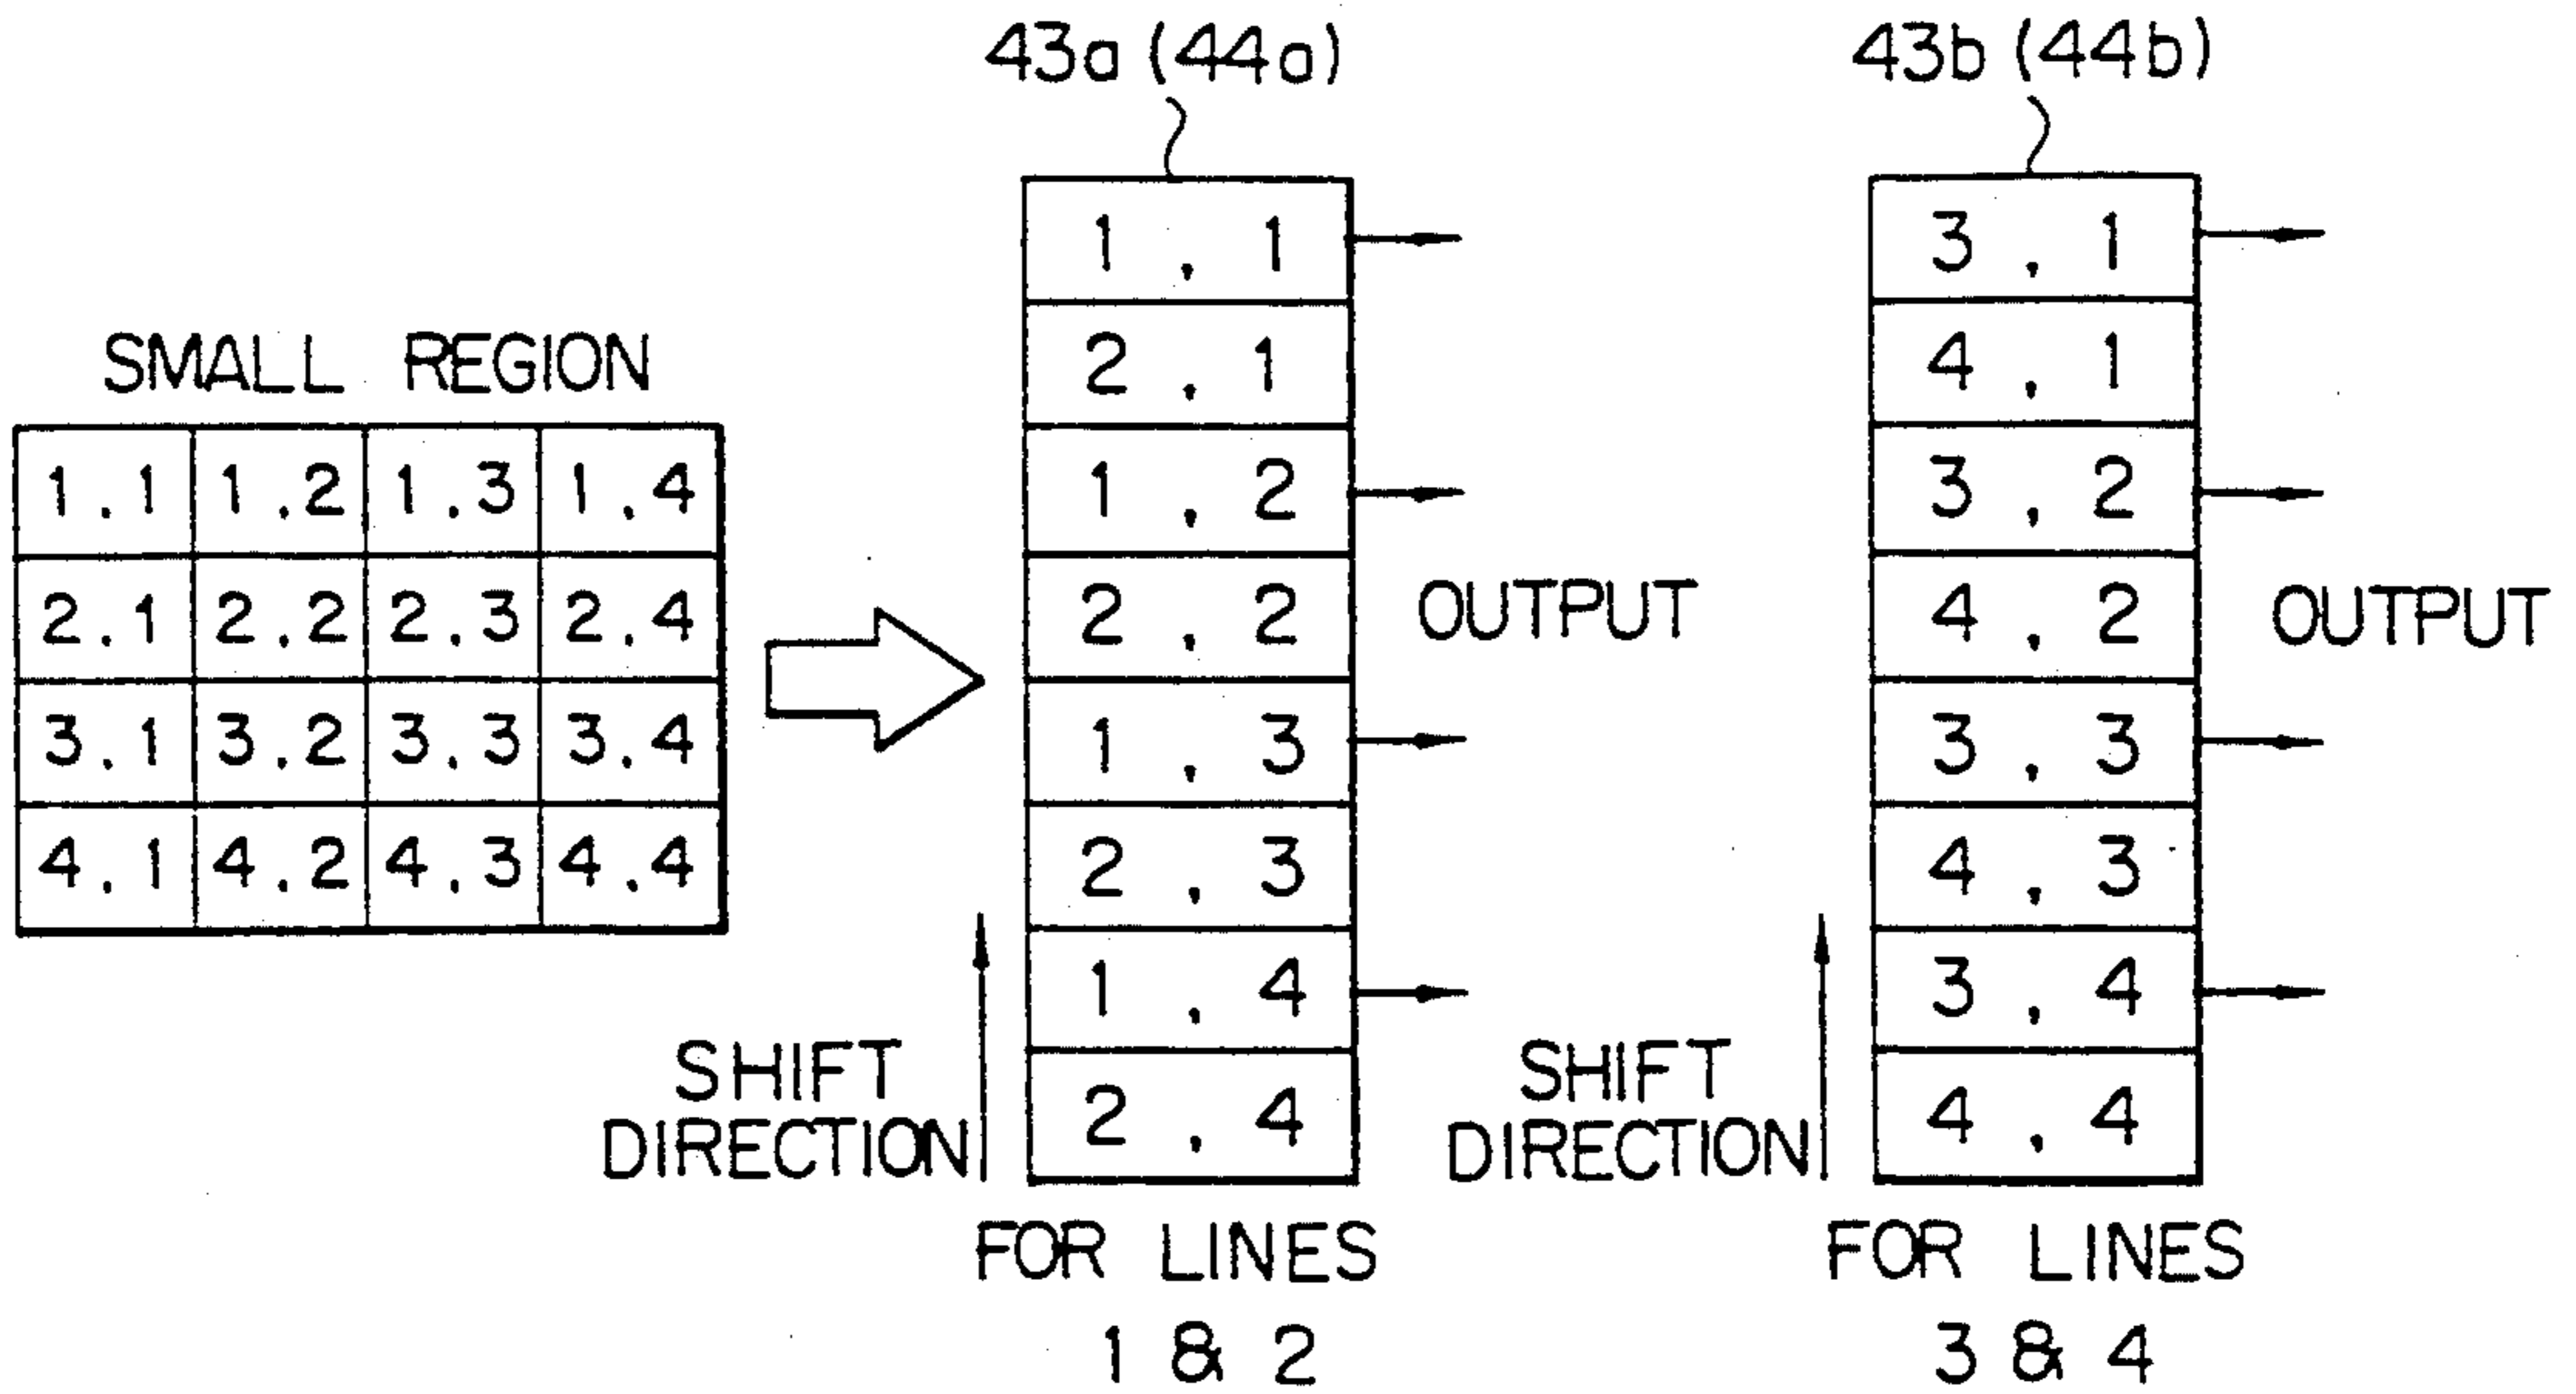 43a (44a)
43b (44b)
SMALL REGION
1.1 1.2 1.3 1.4
2.1 2.2 2.3 2.4
3.1 3.2 3.3 3.4
4.1 4.2 4.3 4.4
1 , 1
2 , 1
1 , 2
2 , 2
1 , 3
2 , 3
1 , 4
2 , 4
OUTPUT
SHIFT
DIRECTION
FOR LINES
1 & 2
3 , 1
4 , 1
3 , 2
4 , 2
3 , 3
4 , 3
3 , 4
4 , 4
OUTPUT
SHIFT
DIRECTION
FOR LINES
3 & 4